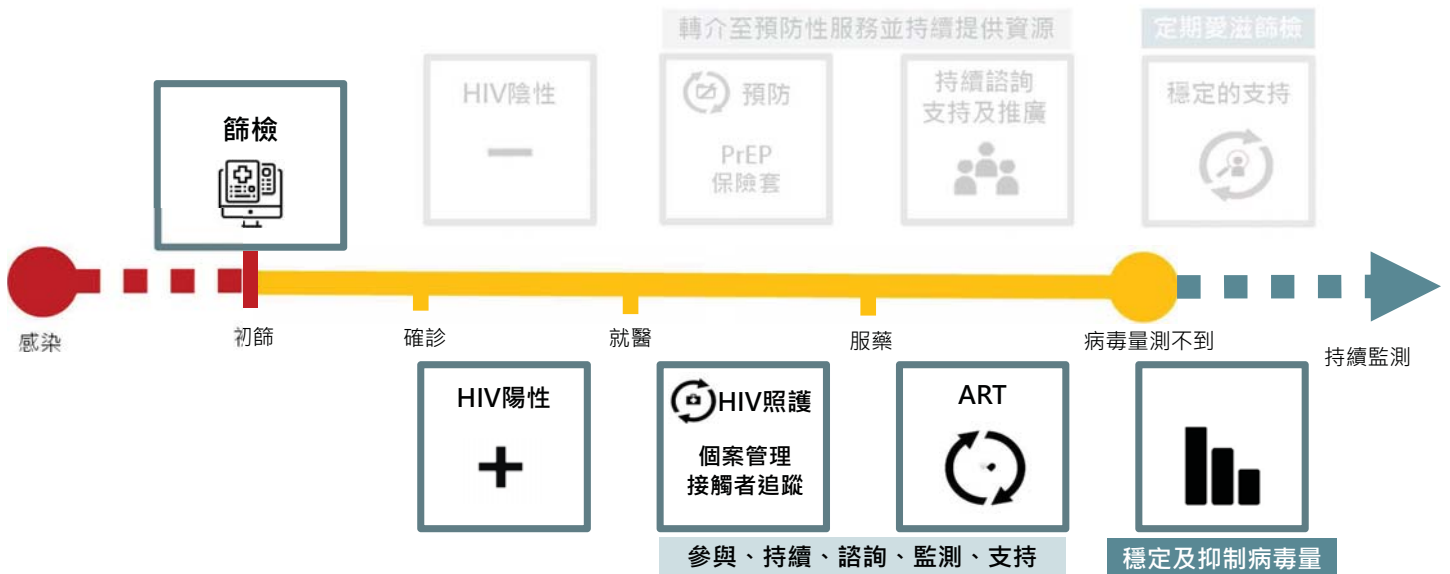 轉介至預防性服務並持續提供資源
定期愛滋篩檢
篩檢
HIV陰性
預防
PrEP
保險套
持續諮詢
支持及推廣
穩定的支持
感染
初篩
確診
就醫
服藥
病毒量測不到
持續監測
HIV陽性
HIV照護
個案管理
接觸者追蹤
ART
參與、持續、諮詢、監測、支持
穩定及抑制病毒量